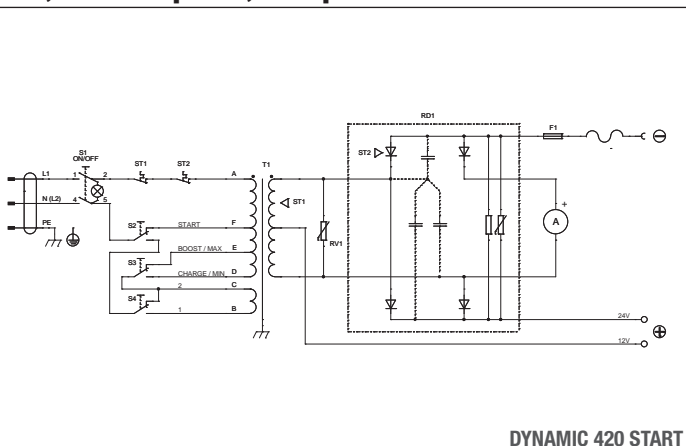 RD1
F1
S1
ON/OFF
ST1
ST2
ST2
T1
L1
1
2
A
N (L2)
4
5
ST1
+
A
PE
S2
START
F
RV1
BOOST / MAX
E
S3
CHARGE / MIN
D
2
C
S4
1
B
24V
12V
DYNAMIC 420 START